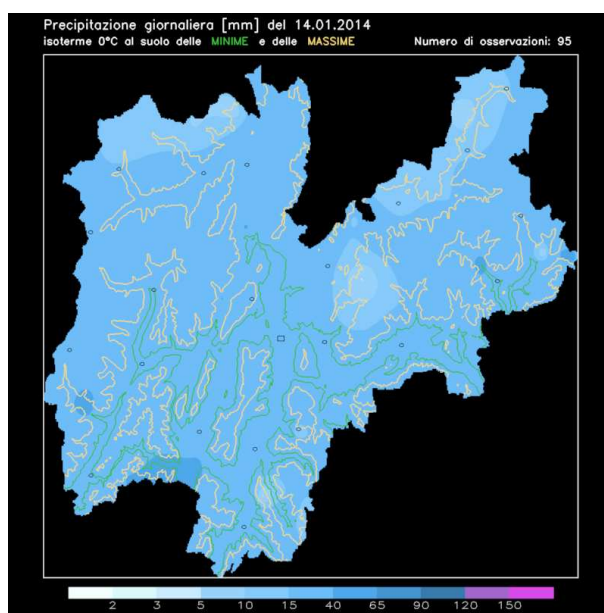 Precipitazione giornaliera [mm] del 14.01.2014
isoterme 0°C al suolo delle MINIME e delle MASSIME Numero di osservazioni: 95
2 3 5 10 15 40 65 90 120 150